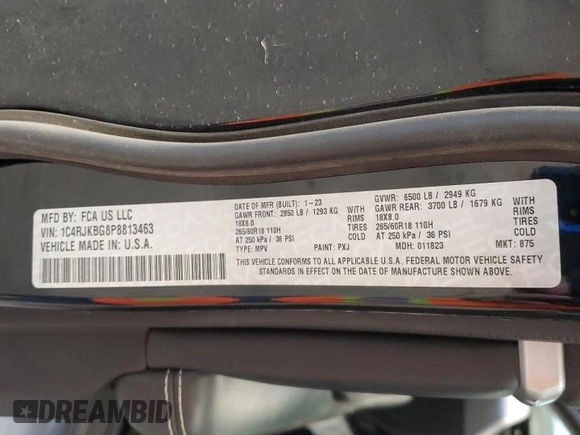 MFD BY: FCA US LLC
VIN: 1C4RJKBG8P8813463
VEHICLE MADE IN: U.S.A.
DATE OF MFR (BUILT): 1-23
GAWR FRONT: 2850 LB / 1293 KG WITH
18X8.0 RIMS
265/60R18 110H TIRES
AT 250 kPa / 36 PSI COLD
TYPE: MPV PAINT: PXJ
GVWR: 6500 LB / 2949 KG
GAWR REAR: 3700 LB / 1679 KG WITH
18X8.0 RIMS
265/60R18 110H TIRES
AT 250 kPa / 36 PSI COLD
MDH: 011823 MKT: 875
THIS VEHICLE CONFORMS TO ALL APPLICABLE U.S.A. FEDERAL MOTOR VEHICLE SAFETY
STANDARDS IN EFFECT ON THE DATE OF MANUFACTURE SHOWN ABOVE.
DREAMBID